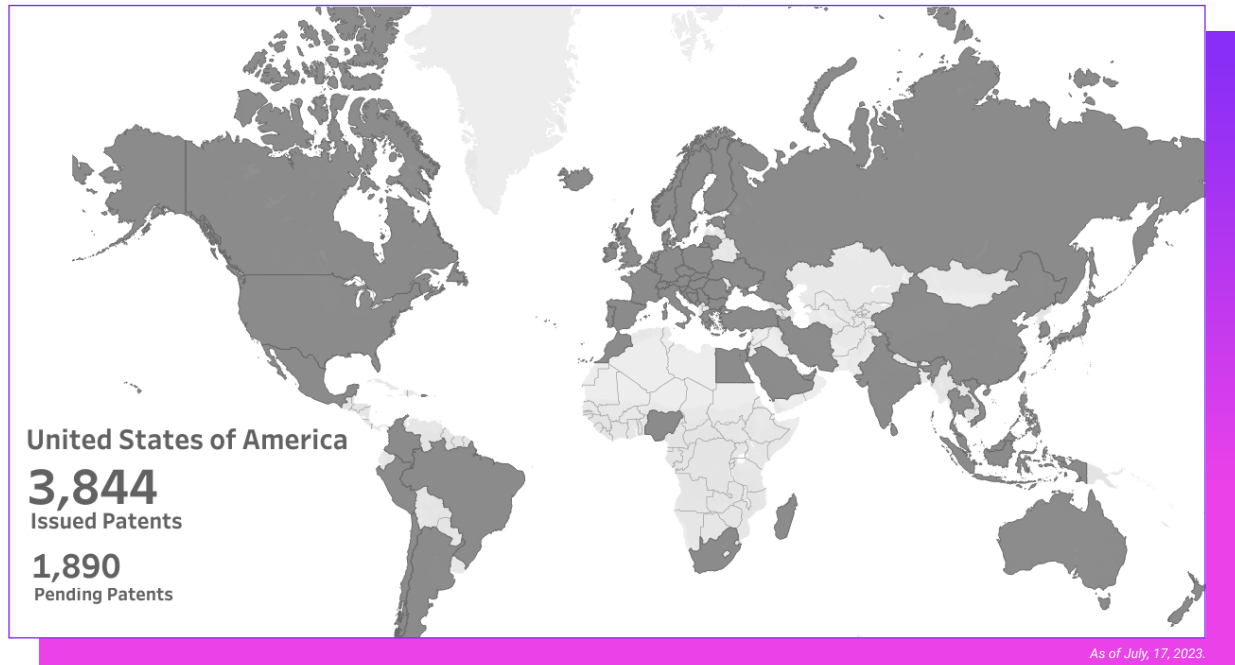 United States of America
3,844
Issued Patents
1,890
Pending Patents
As of July, 17, 2023.